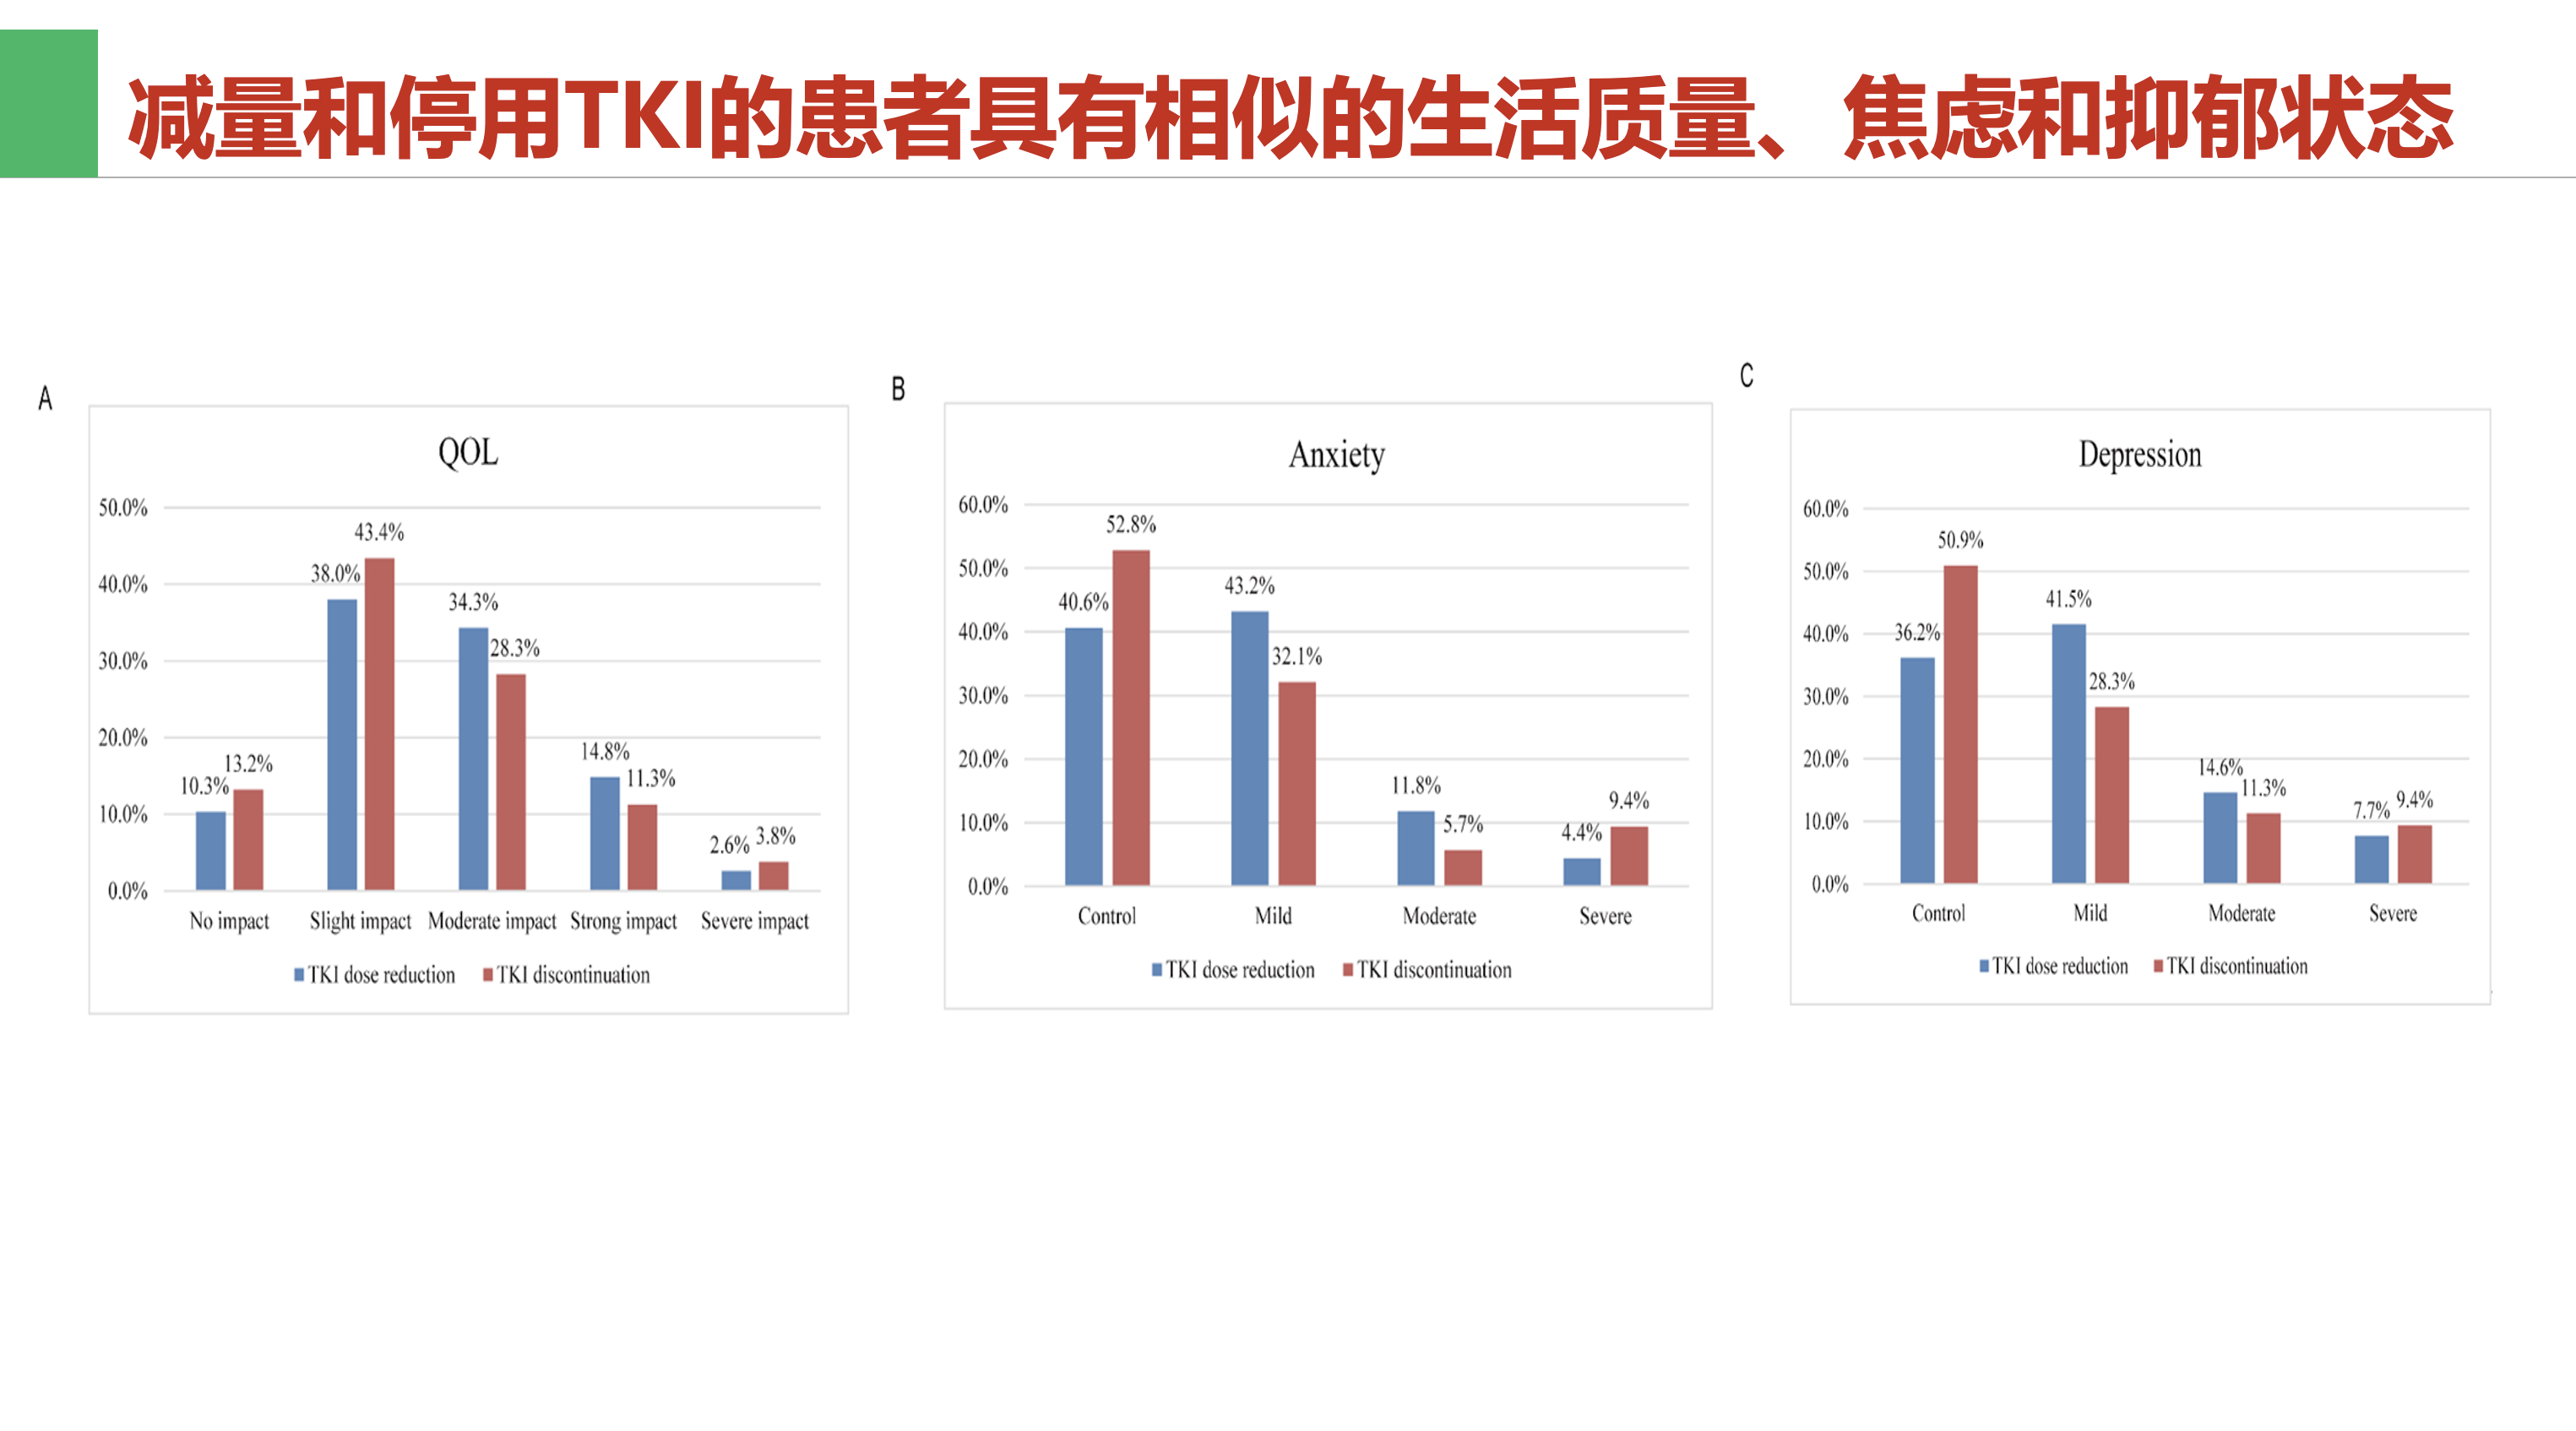 减量和停用TKI的患者具有相似的生活质量、焦虑和抑郁状态
A
QOL
50.0%
40.0%
30.0%
20.0%
10.0%
0.0%
10.3%
13.2%
38.0%
43.4%
34.3%
28.3%
14.8%
11.3%
2.6%
3.8%
No impact
Slight impact
Moderate impact
Strong impact
Severe impact
TKI dose reduction
TKI discontinuation
B
Anxiety
60.0%
50.0%
40.0%
30.0%
20.0%
10.0%
0.0%
40.6%
52.8%
43.2%
32.1%
11.8%
5.7%
4.4%
9.4%
Control
Mild
Moderate
Severe
TKI dose reduction
TKI discontinuation
C
Depression
60.0%
50.0%
40.0%
30.0%
20.0%
10.0%
0.0%
36.2%
50.9%
41.5%
28.3%
14.6%
11.3%
7.7%
9.4%
Control
Mild
Moderate
Severe
TKI dose reduction
TKI discontinuation